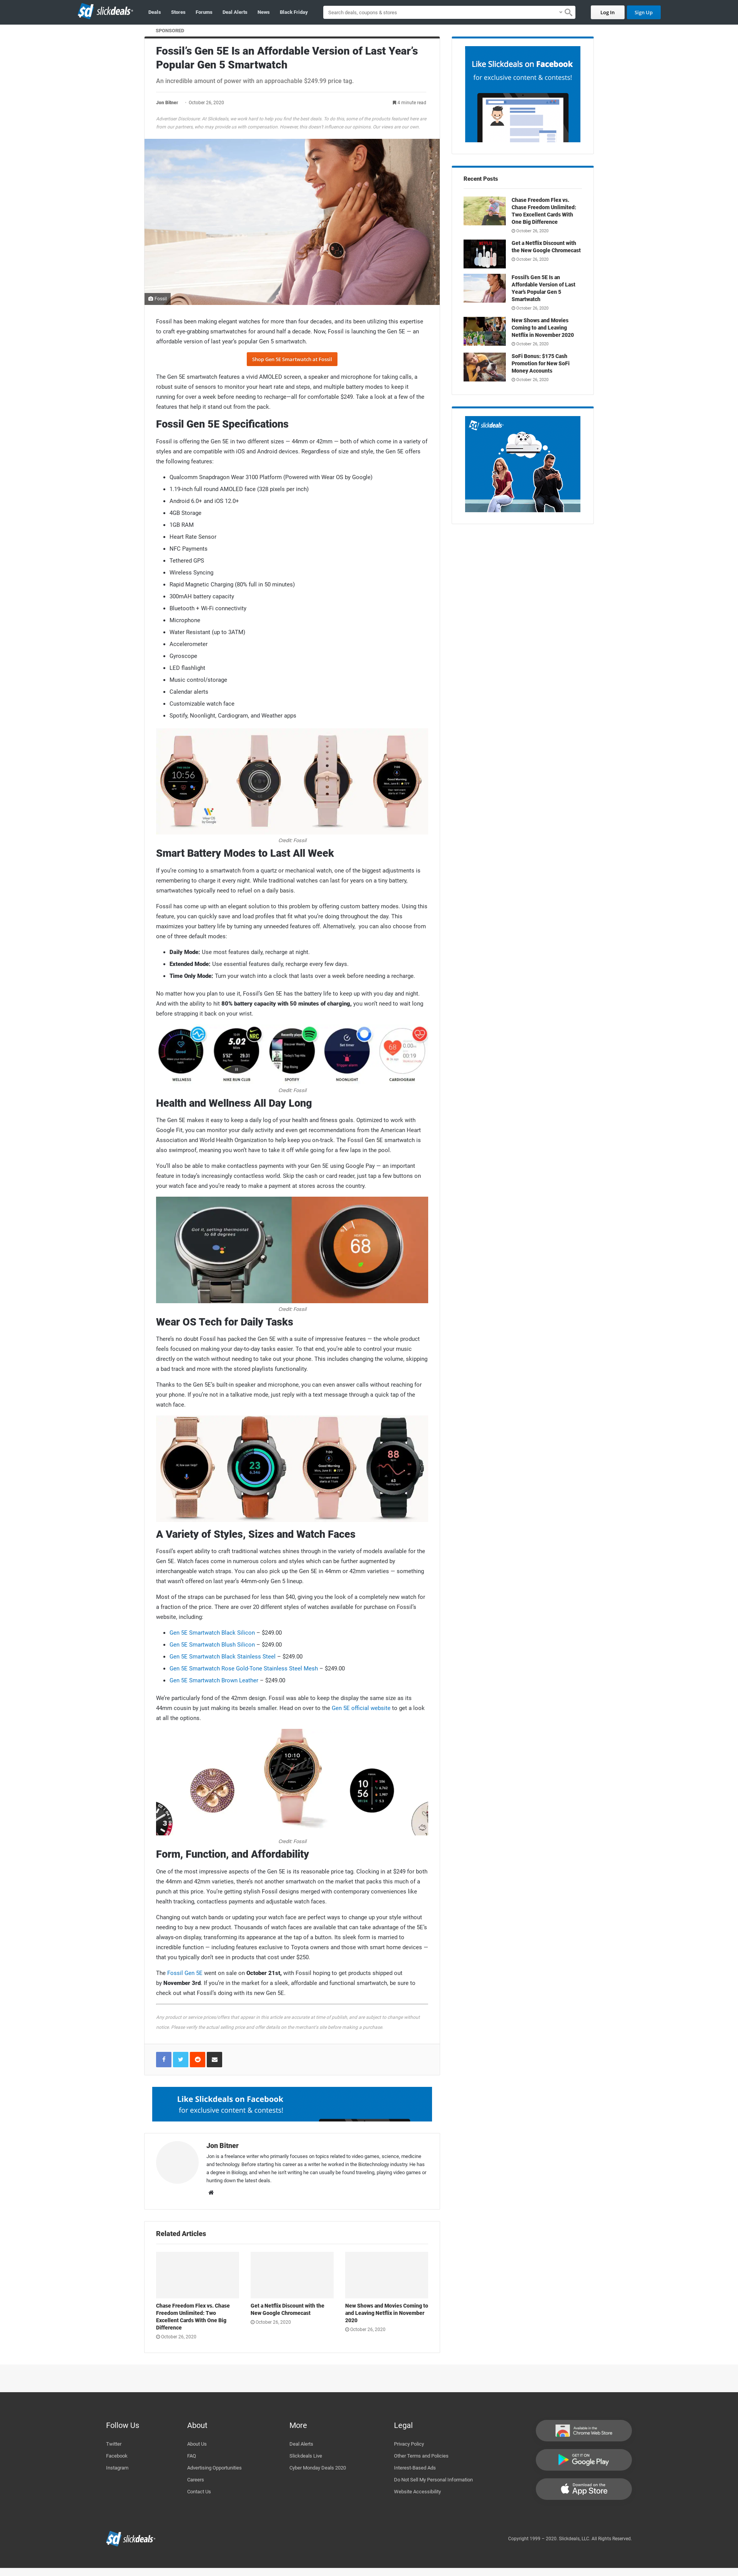 slickdeals
Deals Stores Forums Deal Alerts News Black Friday
Search deals, coupons & stores
Log In Sign Up
SPONSORED
Fossil's Gen 5E Is an Affordable Version of Last Year's
Popular Gen 5 Smartwatch
An incredible amount of power with an approachable $249.99 price tag.
Jon Bitner - October 26, 2020 4 minute read
Advertiser Disclosure: At Slickdeals, we work hard to help you find the best deals. To do this, some of the products featured here are
from our partners, who may provide us with compensation. However, this doesn't influence our opinions. Our views are our own.
Fossil
Fossil has been making elegant watches for more than four decades, and its been utilizing this expertise
to craft eye-grabbing smartwatches for around half a decade. Now, Fossil is launching the Gen 5E — an
affordable version of last year's popular Gen 5 smartwatch.
Shop Gen 5E Smartwatch at Fossil
The Gen 5E smartwatch features a vivid AMOLED screen, a speaker and microphone for taking calls, a
robust suite of sensors to monitor your heart rate and steps, and multiple battery modes to keep it
running for over a week before needing to recharge—all for comfortable $249. Take a look at a few of the
features that help it stand out from the pack.
Fossil Gen 5E Specifications
Fossil is offering the Gen 5E in two different sizes — 44mm or 42mm — both of which come in a variety of
styles and are compatible with iOS and Android devices. Regardless of size and style, the Gen 5E offers
the following features:
Qualcomm Snapdragon Wear 3100 Platform (Powered with Wear OS by Google)
1.19-inch full round AMOLED face (328 pixels per inch)
Android 6.0+ and iOS 12.0+
4GB Storage
1GB RAM
Heart Rate Sensor
NFC Payments
Tethered GPS
Wireless Syncing
Rapid Magnetic Charging (80% full in 50 minutes)
300mAH battery capacity
Bluetooth + Wi-Fi connectivity
Microphone
Water Resistant (up to 3ATM)
Accelerometer
Gyroscope
LED flashlight
Music control/storage
Calendar alerts
Customizable watch face
Spotify, Noonlight, Cardiogram, and Weather apps
10:56
Wear OS
by Google
Good Morning
Credit: Fossil
Smart Battery Modes to Last All Week
If you're coming to a smartwatch from a quartz or mechanical watch, one of the biggest adjustments is
remembering to charge it every night. While traditional watches can last for years on a tiny battery,
smartwatches typically need to refuel on a daily basis.
Fossil has come up with an elegant solution to this problem by offering custom battery modes. Using this
feature, you can quickly save and load profiles that fit what you're doing throughout the day. This
maximizes your battery life by turning any unneeded features off. Alternatively, you can also choose from
one of three default modes:
Daily Mode: Use most features daily, recharge at night.
Extended Mode: Use essential features daily, recharge every few days.
Time Only Mode: Turn your watch into a clock that lasts over a week before needing a recharge.
No matter how you plan to use it, Fossil's Gen 5E has the battery life to keep up with you day and night.
And with the ability to hit 80% battery capacity with 50 minutes of charging, you won't need to wait long
before strapping it back on your wrist.
5.02
NRC
68
00:19
WELLNESS NIKE RUN CLUB SPOTIFY NOONLIGHT CARDIOGRAM
Credit: Fossil
Health and Wellness All Day Long
The Gen 5E makes it easy to keep a daily log of your health and fitness goals. Optimized to work with
Google Fit, you can monitor your daily activity and even get recommendations from the American Heart
Association and World Health Organization to help keep you on-track. The Fossil Gen 5E smartwatch is
also swimproof, meaning you won't have to take it off while going for a few laps in the pool.
You'll also be able to make contactless payments with your Gen 5E using Google Pay — an important
feature in today's increasingly contactless world. Skip the cash or card reader, just tap a few buttons on
your watch face and you're ready to make a payment at stores across the country.
Got it, setting thermostat
to 68 degrees
68
Credit: Fossil
Wear OS Tech for Daily Tasks
There's no doubt Fossil has packed the Gen 5E with a suite of impressive features — the whole product
feels focused on making your day-to-day tasks easier. To that end, you're able to control your music
directly on the watch without needing to take out your phone. This includes changing the volume, skipping
a bad track and more with the stored playlists functionality.
Thanks to the Gen 5E's built-in speaker and microphone, you can even answer calls without reaching for
your phone. If you're not in a talkative mode, just reply with a text message through a quick tap of the
watch face.
Hi, how can I help?
23
Good Morning
88
A Variety of Styles, Sizes and Watch Faces
Fossil's expert ability to craft traditional watches shines through in the variety of models available for the
Gen 5E. Watch faces come in numerous colors and styles which can be further augmented by
interchangeable watch straps. You can also pick up the Gen 5E in 44mm or 42mm varieties — something
that wasn't offered on last year's 44mm-only Gen 5 lineup.
Most of the straps can be purchased for less than $40, giving you the look of a completely new watch for
a fraction of the price. There are over 20 different styles of watches available for purchase on Fossil's
website, including:
Gen 5E Smartwatch Black Silicon – $249.00
Gen 5E Smartwatch Blush Silicon – $249.00
Gen 5E Smartwatch Black Stainless Steel – $249.00
Gen 5E Smartwatch Rose Gold-Tone Stainless Steel Mesh – $249.00
Gen 5E Smartwatch Brown Leather – $249.00
We're particularly fond of the 42mm design. Fossil was able to keep the display the same size as its
44mm cousin by just making its bezels smaller. Head on over to the Gen 5E official website to get a look
at all the options.
10:10
10
56
3
Credit: Fossil
Form, Function, and Affordability
One of the most impressive aspects of the Gen 5E is its reasonable price tag. Clocking in at $249 for both
the 44mm and 42mm varieties, there's not another smartwatch on the market that packs this much of a
punch at this price. You're getting stylish Fossil designs merged with contemporary conveniences like
health tracking, contactless payments and adjustable watch faces.
Changing out watch bands or updating your watch face are perfect ways to change up your style without
needing to buy a new product. Thousands of watch faces are available that can take advantage of the 5E's
always-on display, transforming its appearance at the tap of a button. Its sleek form is married to
incredible function — including features exclusive to Toyota owners and those with smart home devices —
that you typically don't see in products that cost under $250.
The Fossil Gen 5E went on sale on October 21st, with Fossil hoping to get products shipped out
by November 3rd. If you're in the market for a sleek, affordable and functional smartwatch, be sure to
check out what Fossil's doing with its new Gen 5E.
Any product or service prices/offers that appear in this article are accurate at time of publish, and are subject to change without
notice. Please verify the actual selling price and offer details on the merchant's site before making a purchase.
Like Slickdeals on Facebook
for exclusive content & contests!
Jon Bitner
Jon is a freelance writer who primarily focuses on topics related to video games, science, medicine
and technology. Before starting his career as a writer he worked in the Biotechnology industry. He has
a degree in Biology, and when he isn't writing he can usually be found traveling, playing video games or
hunting down the latest deals.
Related Articles
Chase Freedom Flex vs. Chase
Freedom Unlimited: Two
Excellent Cards With One Big
Difference
October 26, 2020
Get a Netflix Discount with the
New Google Chromecast
October 26, 2020
New Shows and Movies Coming to
and Leaving Netflix in November
2020
October 26, 2020
Like Slickdeals on Facebook
for exclusive content & contests!
Recent Posts
Chase Freedom Flex vs.
Chase Freedom Unlimited:
Two Excellent Cards With
One Big Difference
October 26, 2020
Get a Netflix Discount with
the New Google Chromecast
October 26, 2020
Fossil's Gen 5E Is an
Affordable Version of Last
Year's Popular Gen 5
Smartwatch
October 26, 2020
New Shows and Movies
Coming to and Leaving
Netflix in November 2020
October 26, 2020
SoFi Bonus: $175 Cash
Promotion for New SoFi
Money Accounts
October 26, 2020
slickdeals
Follow Us
Twitter
Facebook
Instagram
About
About Us
FAQ
Advertising Opportunities
Careers
Contact Us
More
Deal Alerts
Slickdeals Live
Cyber Monday Deals 2020
Legal
Privacy Policy
Other Terms and Policies
Interest-Based Ads
Do Not Sell My Personal Information
Website Accessibility
Available in the
Chrome Web Store
GET IT ON
Google Play
Download on the
App Store
slickdeals
Copyright 1999 – 2020. Slickdeals, LLC. All Rights Reserved.